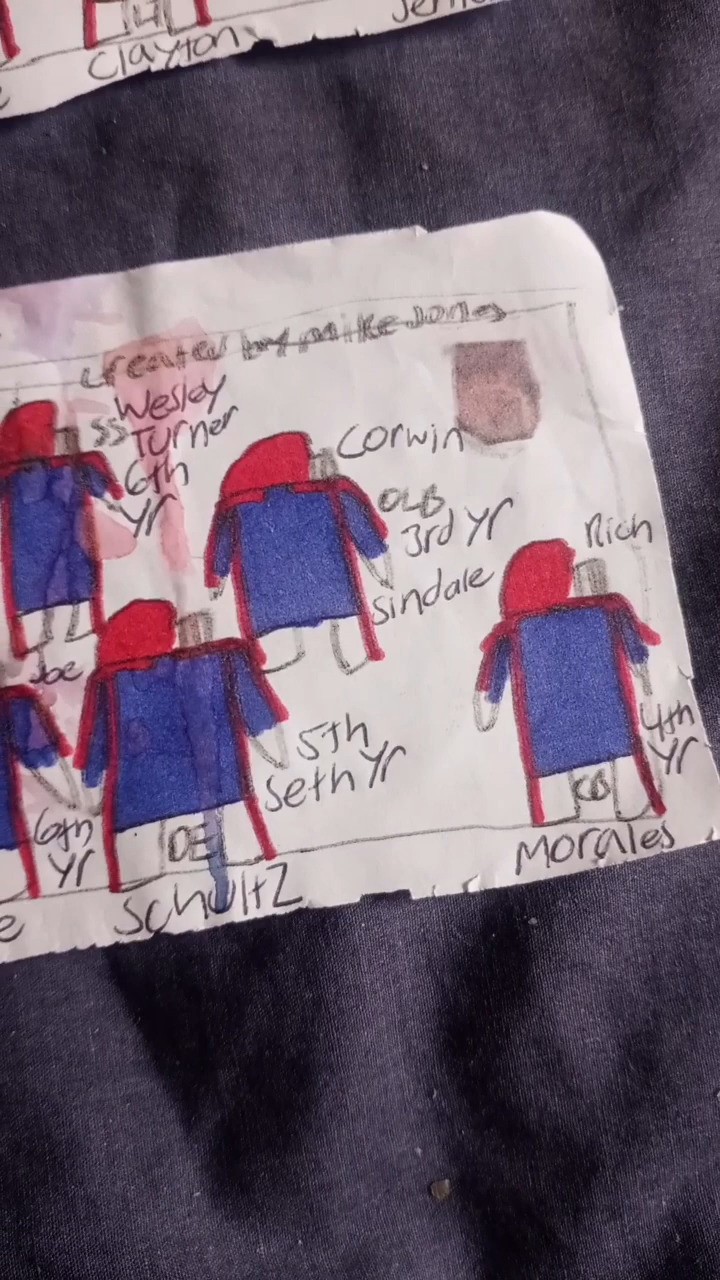 Clayton
created by Mike Jones
SS Wesley
Turner
6th
yr
Corwin
OLB
3rd yr
Sindale
Rich
4th
yr
CB
Morales
Joe
6th
yr
5th
Seth yr
DE
Schultz